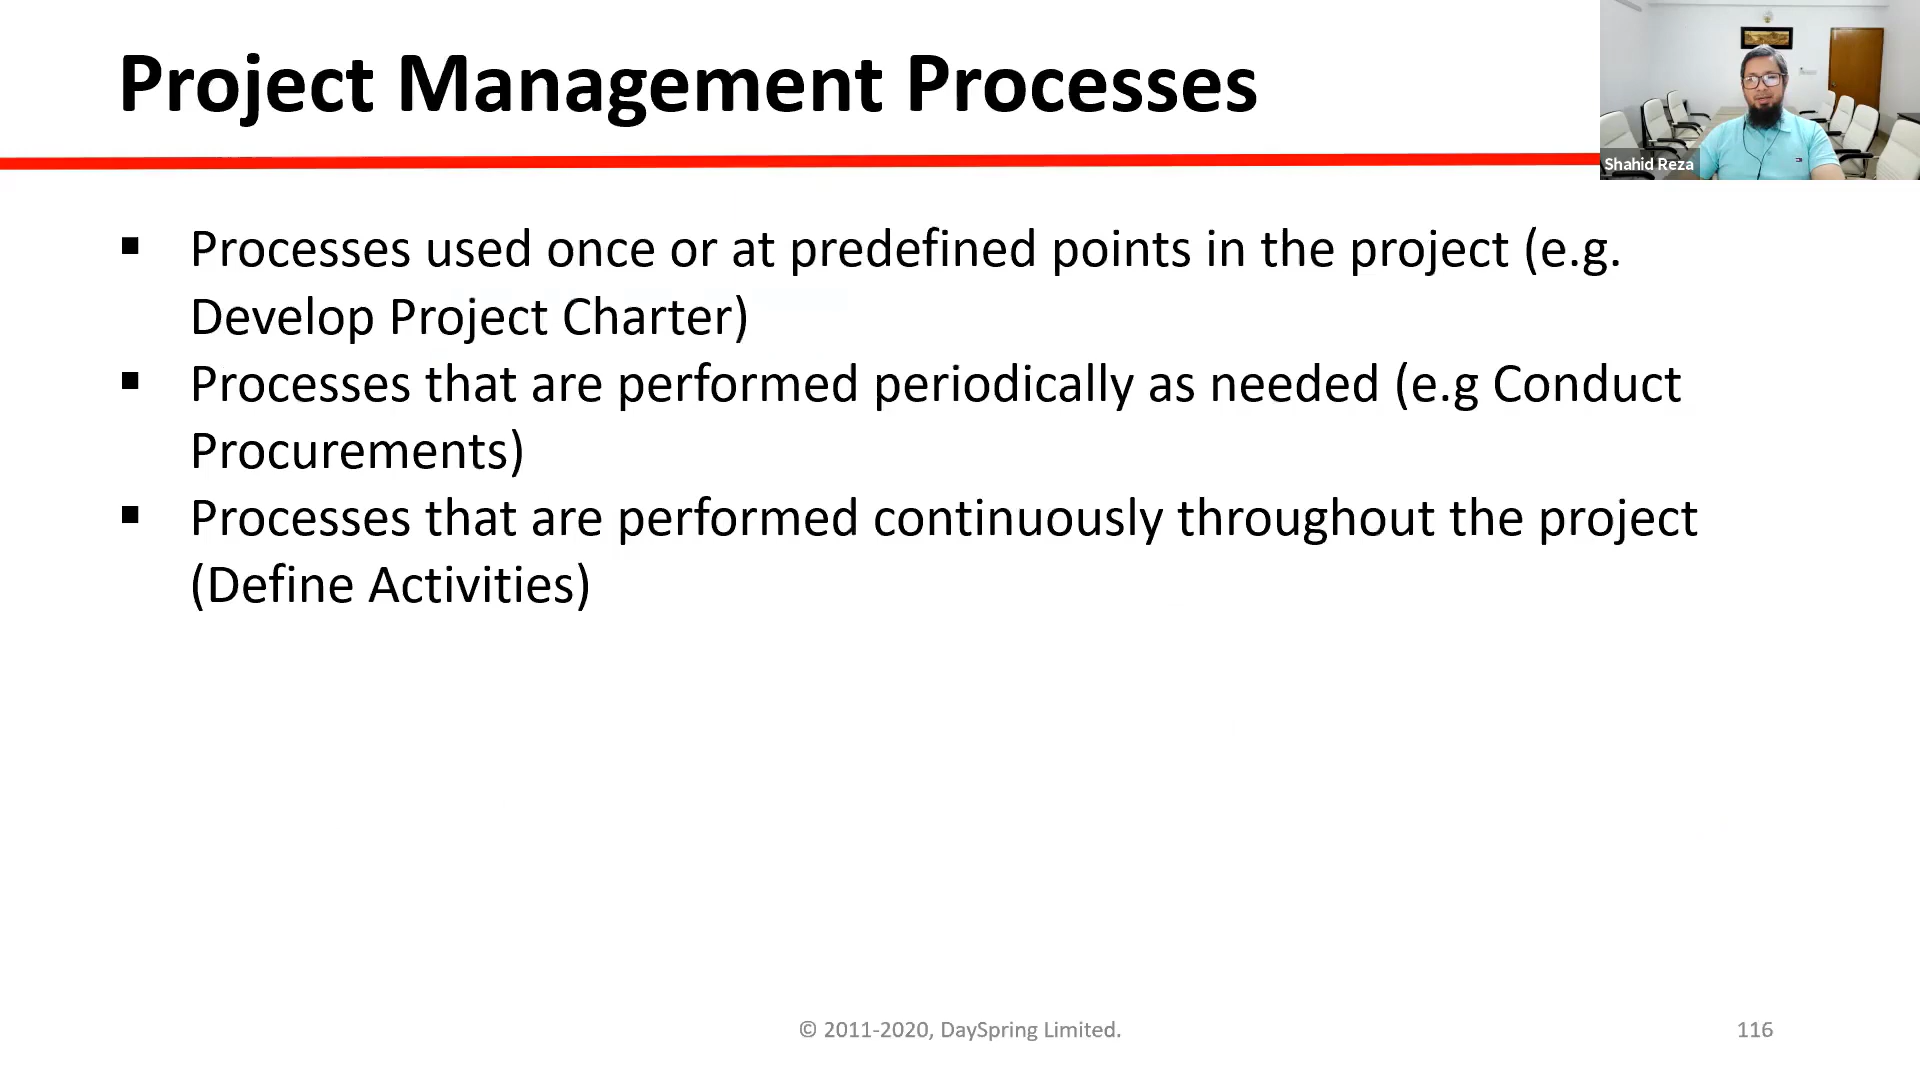 Project Management Processes
Shahid Reza
▪ Processes used once or at predefined points in the project (e.g.
Develop Project Charter)
▪ Processes that are performed periodically as needed (e.g Conduct
Procurements)
▪ Processes that are performed continuously throughout the project
(Define Activities)
© 2011-2020, DaySpring Limited.
116